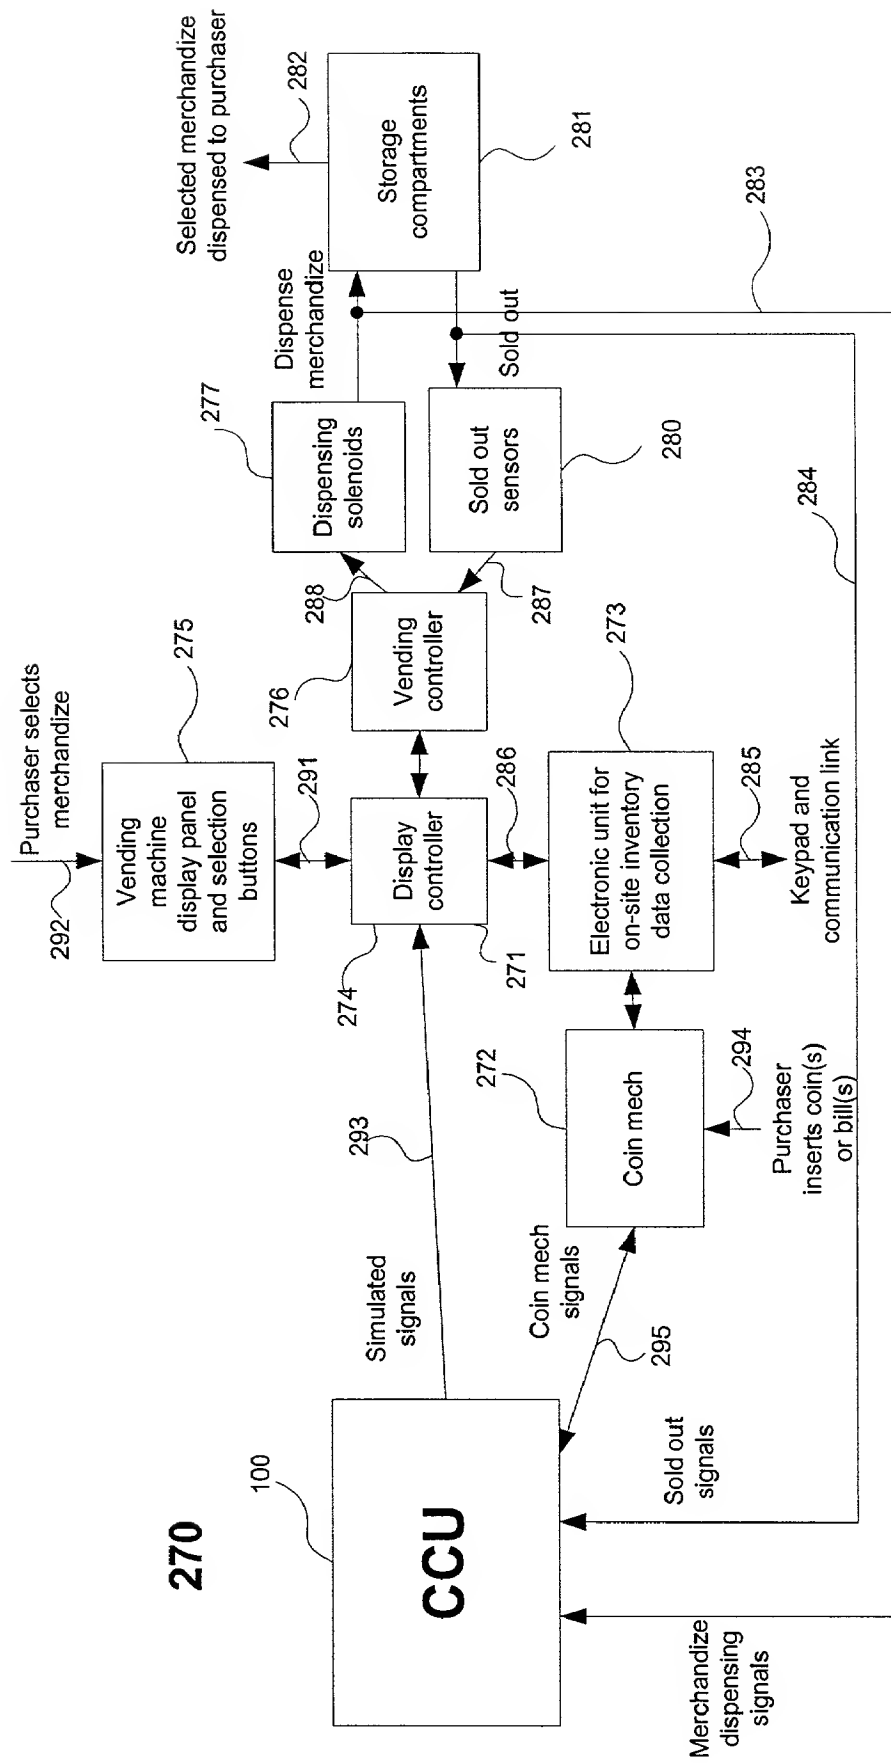 270
100
CCU
Merchandize
dispensing
signals
Sold out
signals
Simulated
signals
293
Coin mech
signals
295
272
Coin mech
294
Purchaser
inserts coin(s)
or bill(s)
Purchaser selects
merchandize
292
275
Vending
machine
display panel
and selection
buttons
291
274
Display
controller
271
286
273
Electronic unit for
on-site inventory
data collection
285
Keypad and
communication link
276
Vending
controller
288
287
277
Dispensing
solenoids
Dispense
merchandize
Sold out
sensors
280
Sold out
284
Selected merchandize
dispensed to purchaser
282
Storage
compartments
281
283